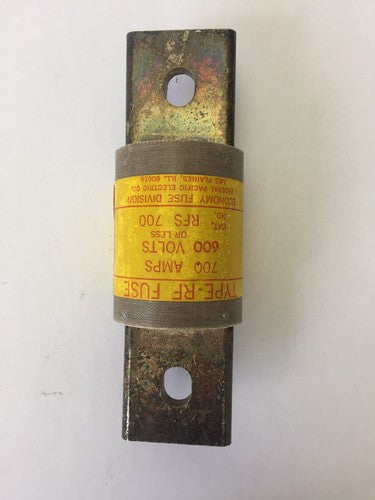 TYPE-RF FUSE
700 AMPS
600 VOLTS
OR LESS
CAT. NO. RFS 700
ECONOMY FUSE DIVISION
FEDERAL PACIFIC ELECTRIC CO.
DES PLAINES, ILL. 60616